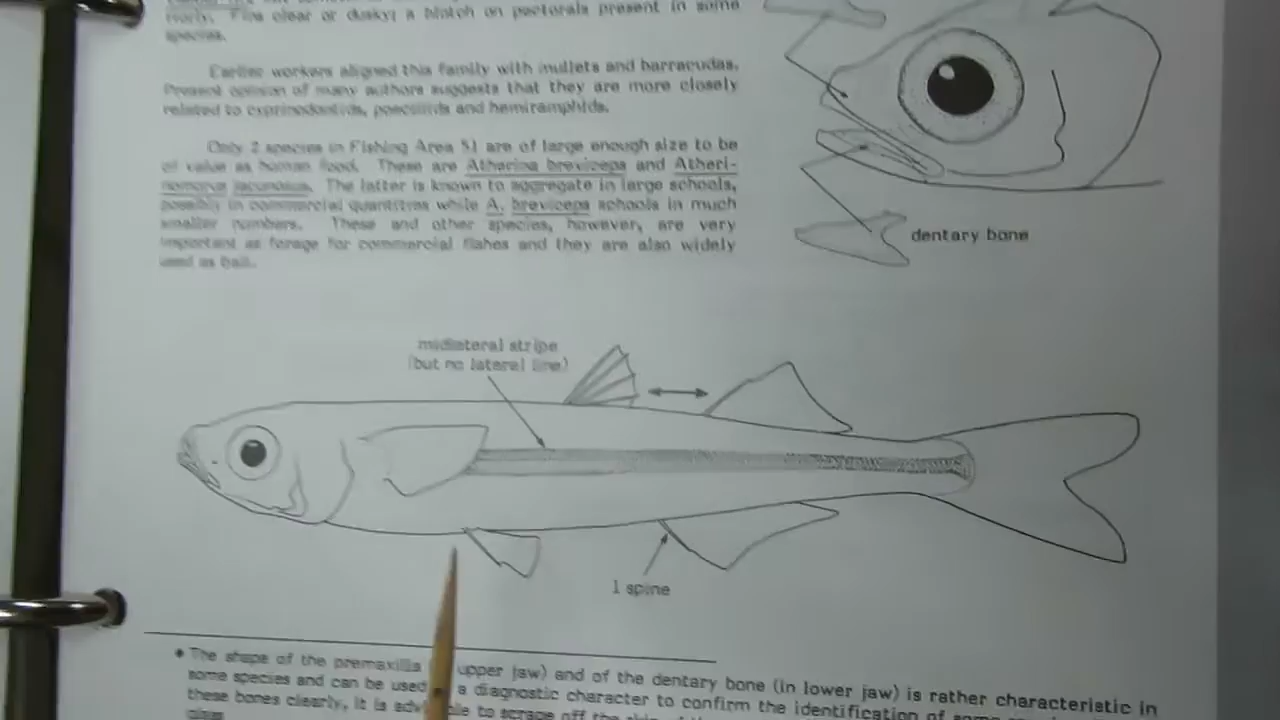 Fins clear or dusky; a blotch on pectorals present in some
species.
Earlier workers aligned this family with mullets and barracudas.
Present opinion of many authors suggests that they are more closely
related to cyprinodontids, poeciliids and hemiramphids.
Only 2 species in Fishing Area 51 are of large enough size to be
of value as human food. These are Atherina breviceps and Atheri-
nomorus lacunosus. The latter is known to aggregate in large schools,
possibly in commercial quantities while A. breviceps schools in much
smaller numbers. These and other species, however, are very
important as forage for commercial fishes and they are also widely
used as bait.
dentary bone
midlateral stripe
(but no lateral line)
1 spine
* The shape of the premaxilla upper jaw) and of the dentary bone (in lower jaw) is rather characteristic in
some species and can be used a diagnostic character to confirm the identification of some
these bones clearly, it is to scrape off the